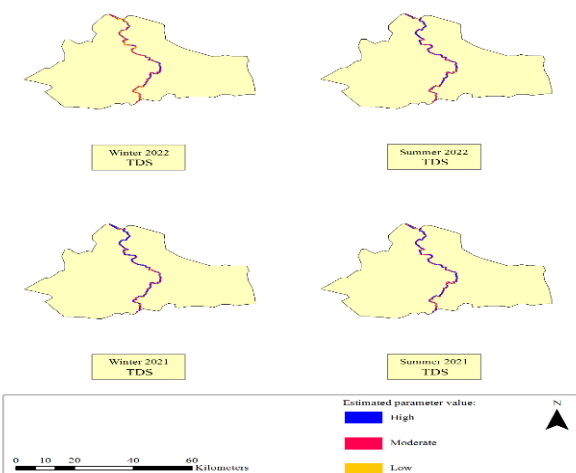 Winter 2022
TDS
Summer 2022
TDS
Winter 2021
TDS
Summer 2021
TDS
Estimated parameter value:
High
Moderate
Low
N
0 10 20 40 60
Kilometers